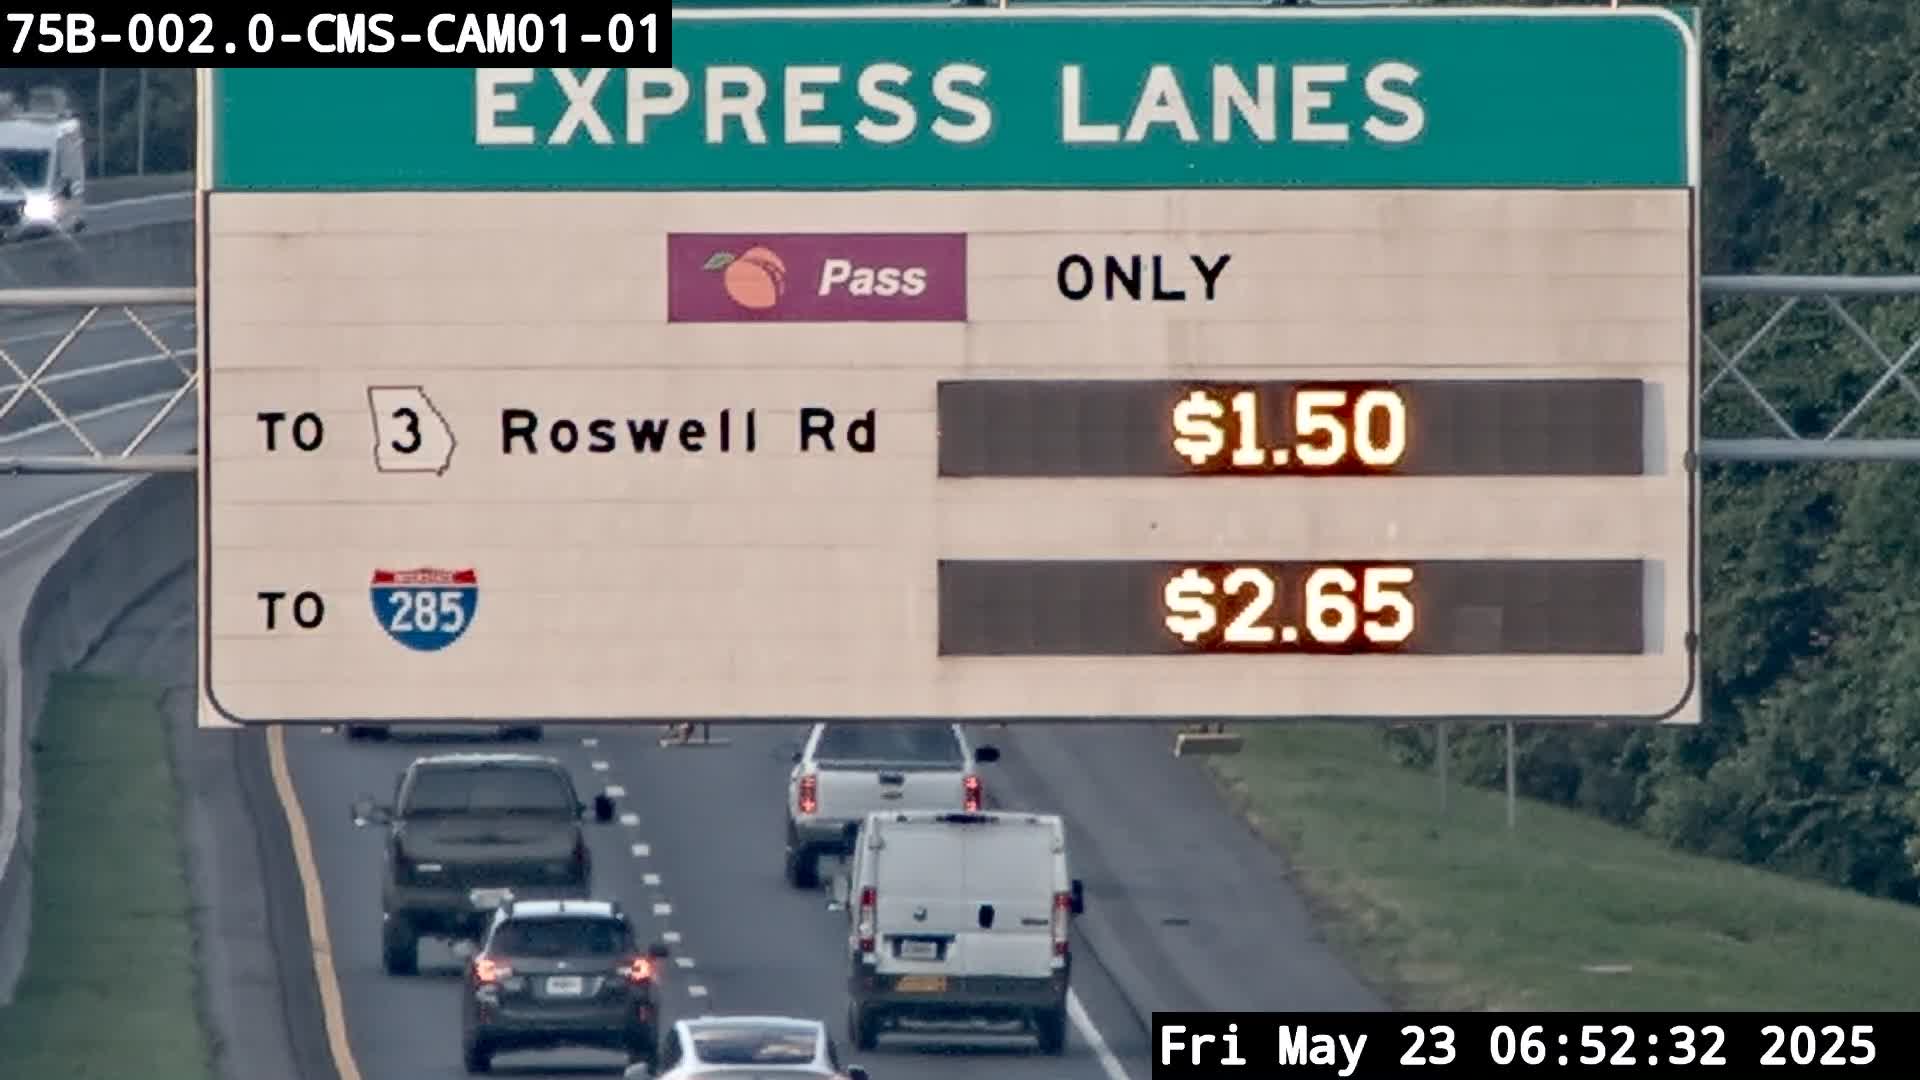 75B-002.0-CMS-CAM01-01
EXPRESS LANES
Pass ONLY
TO 3 Roswell Rd $1.50
TO 285 $2.65
Fri May 23 06:52:32 2025